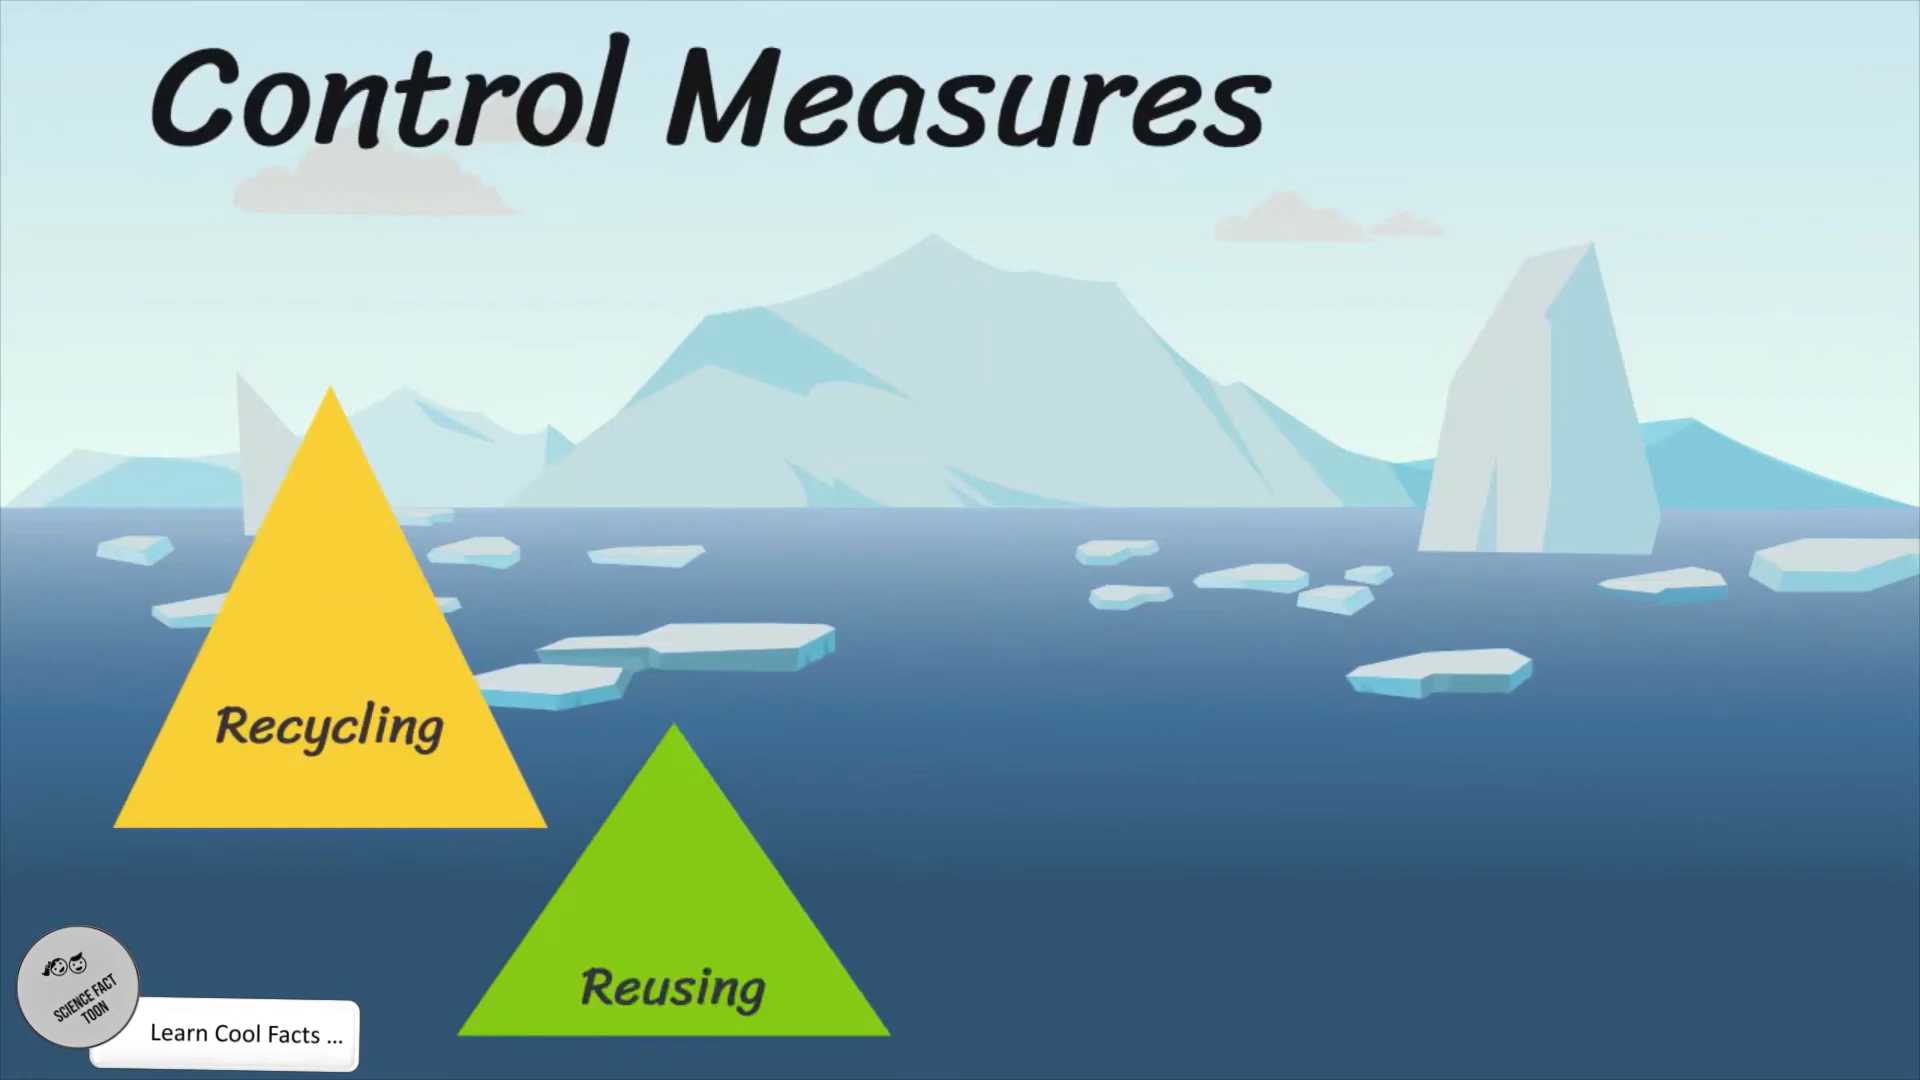 Control Measures
Recycling
Reusing
SCIENCE FACT
TOON
Learn Cool Facts ...